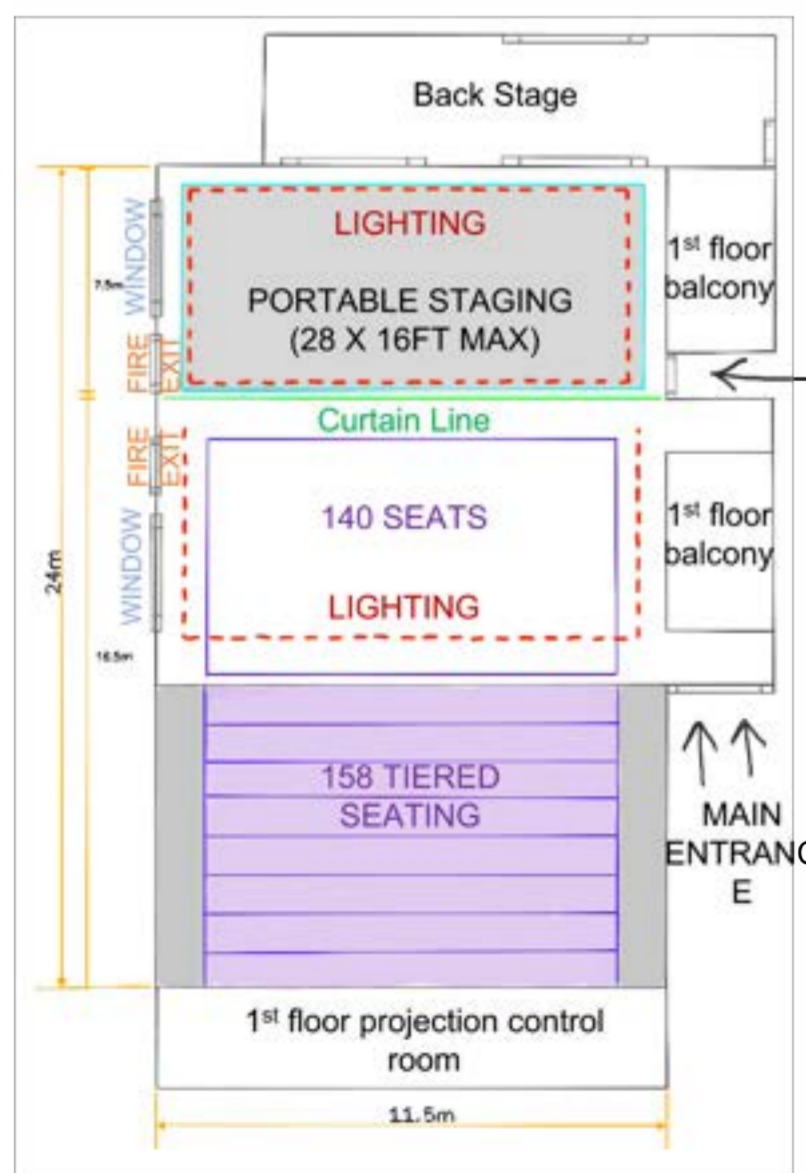 Back Stage
WINDOW
7.5m
LIGHTING
PORTABLE STAGING
(28 X 16FT MAX)
1st floor
balcony
FIRE
EXIT
Curtain Line
FIRE
EXIT
140 SEATS
1st floor
balcony
WINDOW
24m
LIGHTING
16.5m
158 TIERED
SEATING
MAIN
ENTRANC
E
1st floor projection control
room
11.5m